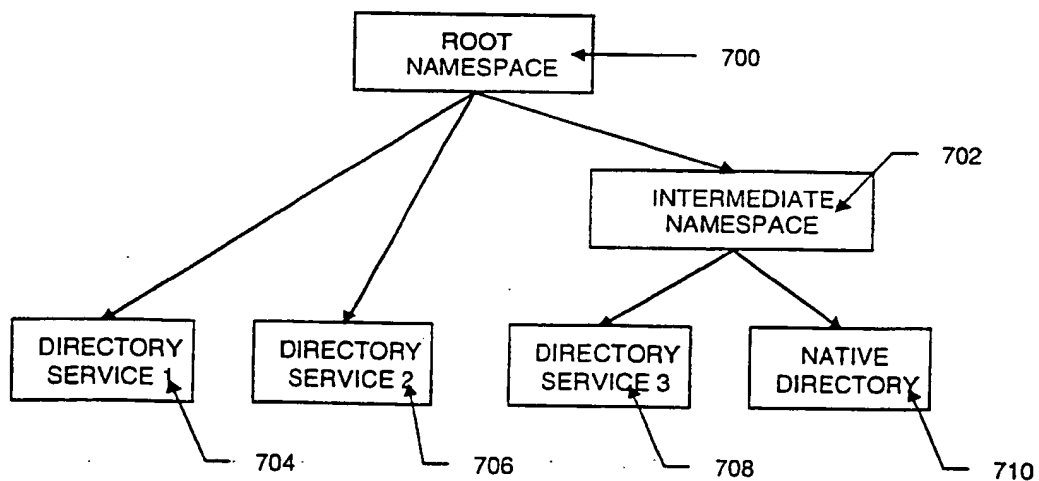 ROOT
NAMESPACE
700
702
INTERMEDIATE
NAMESPACE
DIRECTORY
SERVICE 1
DIRECTORY
SERVICE 2
DIRECTORY
SERVICE 3
NATIVE
DIRECTORY
704
706
708
710